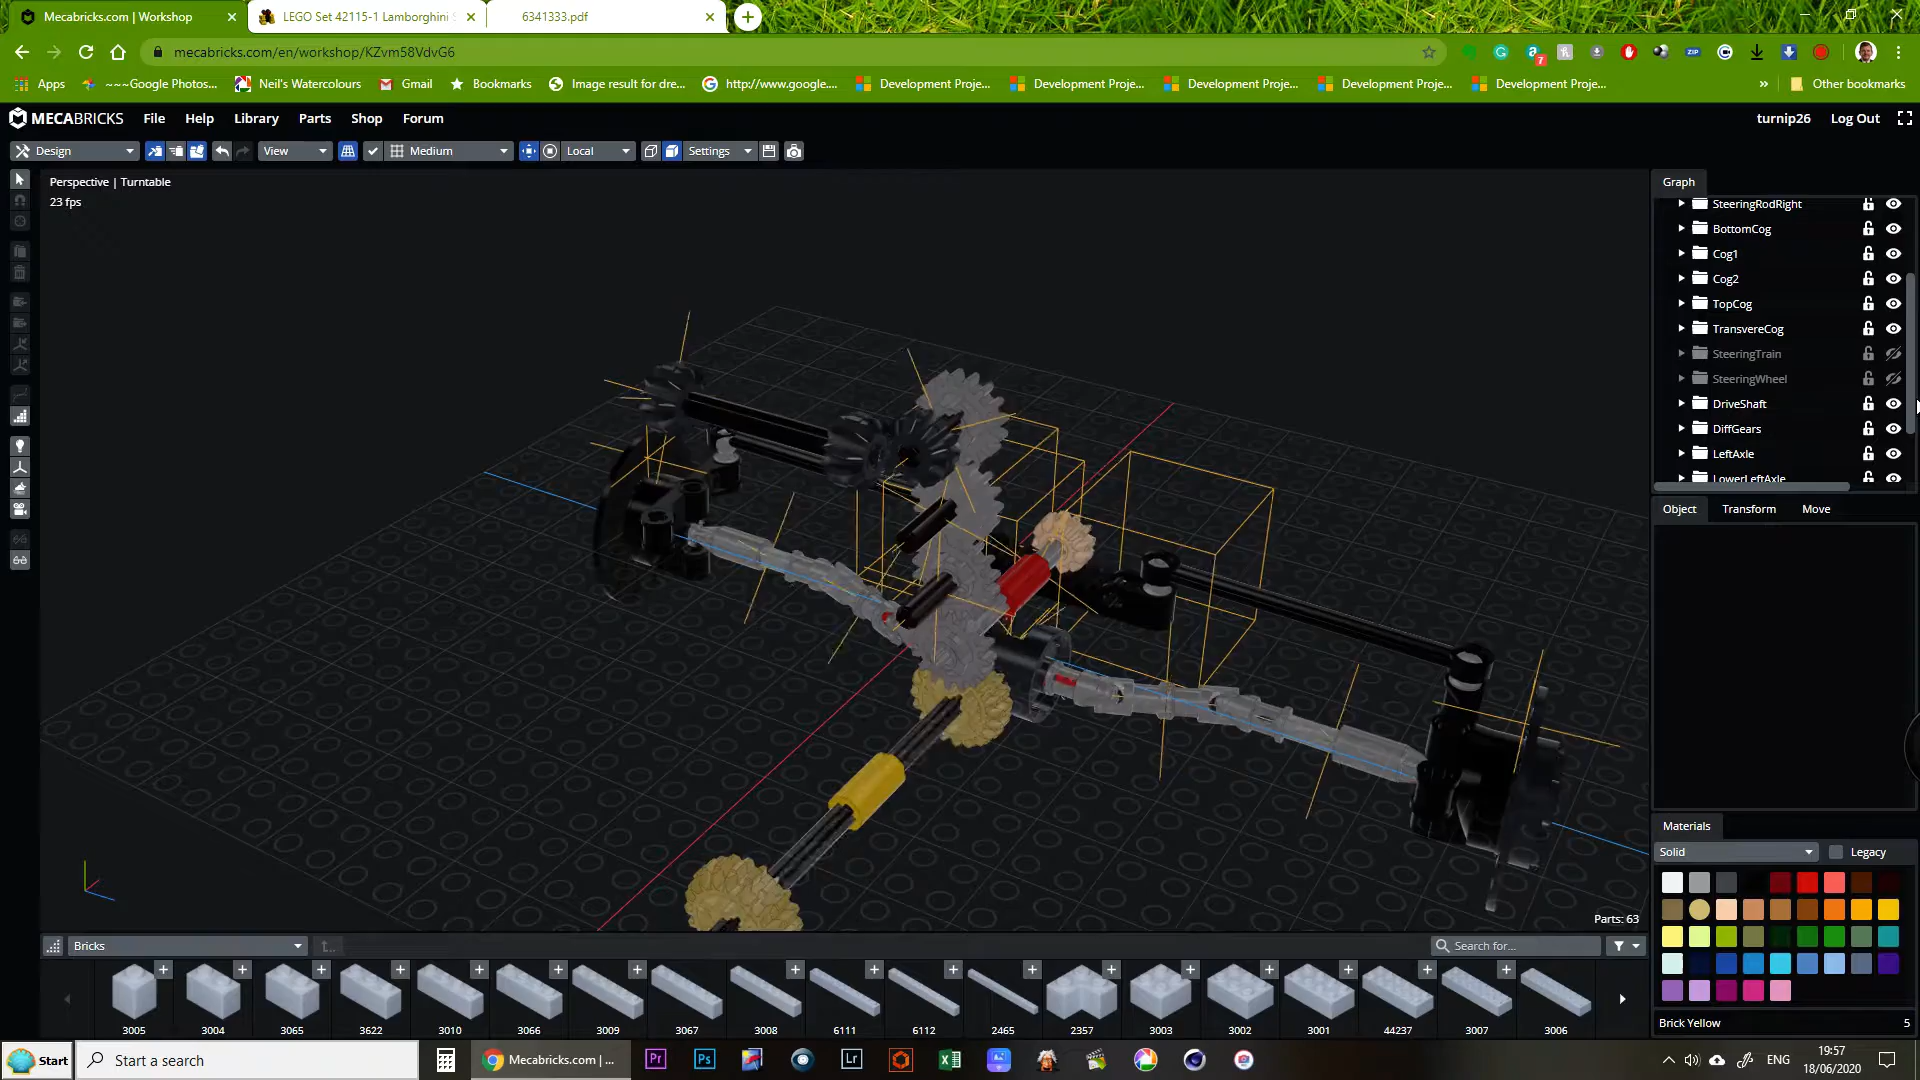 Mecabricks.com | Workshop
LEGO Set 42115-1 Lamborghini S
6341333.pdf
mecabricks.com/en/workshop/KZvm58VdvG6
7
ZIP
Apps
~~~Google Photos...
Neil's Watercolours
Gmail
Bookmarks
Image result for dre...
http://www.google....
Development Proje...
Development Proje...
Development Proje...
Development Proje...
Development Proje...
»
Other bookmarks
MECABRICKS
File
Help
Library
Parts
Shop
Forum
turnip26
Log Out
Design
View
Medium
Local
Settings
Perspective | Turntable
23 fps
Graph
SteeringRodRight
BottomCog
Cog1
Cog2
TopCog
TransvereCog
SteeringTrain
SteeringWheel
DriveShaft
DiffGears
LeftAxle
LowerLeftAxle
Object
Transform
Move
Materials
Solid
Legacy
Brick Yellow
5
Parts: 63
Bricks
Search for...
3005
3004
3065
3622
3010
3066
3009
3067
3008
6111
6112
2465
2357
3003
3002
3001
44237
3007
3006
Start
Start a search
Mecabricks.com | ...
Pr
Ps
Lr
ENG
19:57
18/06/2020